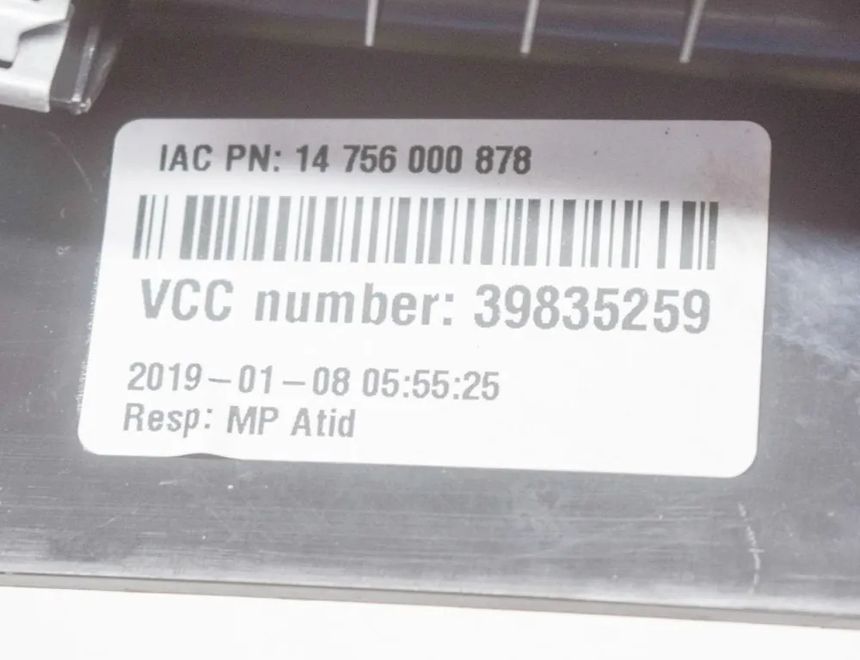 IAC PN: 14 756 000 878
VCC number: 39835259
2019-01-08 05:55:25
Resp: MP Atid